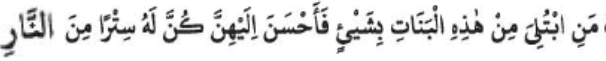 مَنِ ابْتُلِیَ مِنْ هٰذِهِ الْبَنَاتِ بِشَیْئٍ فَأَحْسَنَ اِلَیْهِنَّ كُنَّ لَهُ سِتْرًا مِنَ النَّارِ